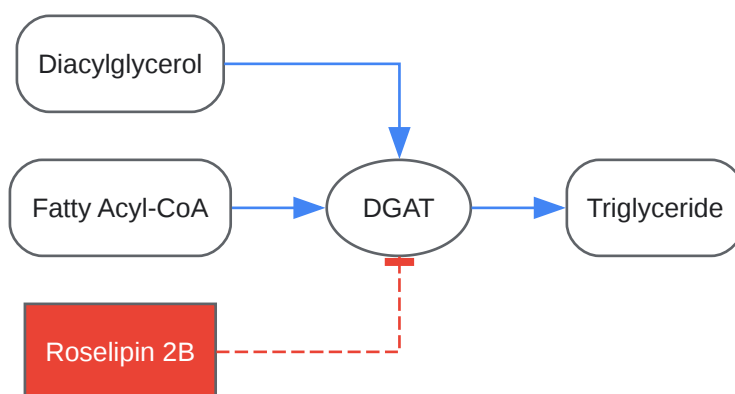 Diacylglycerol
Fatty Acyl-CoA
DGAT
Triglyceride
Roselipin 2B